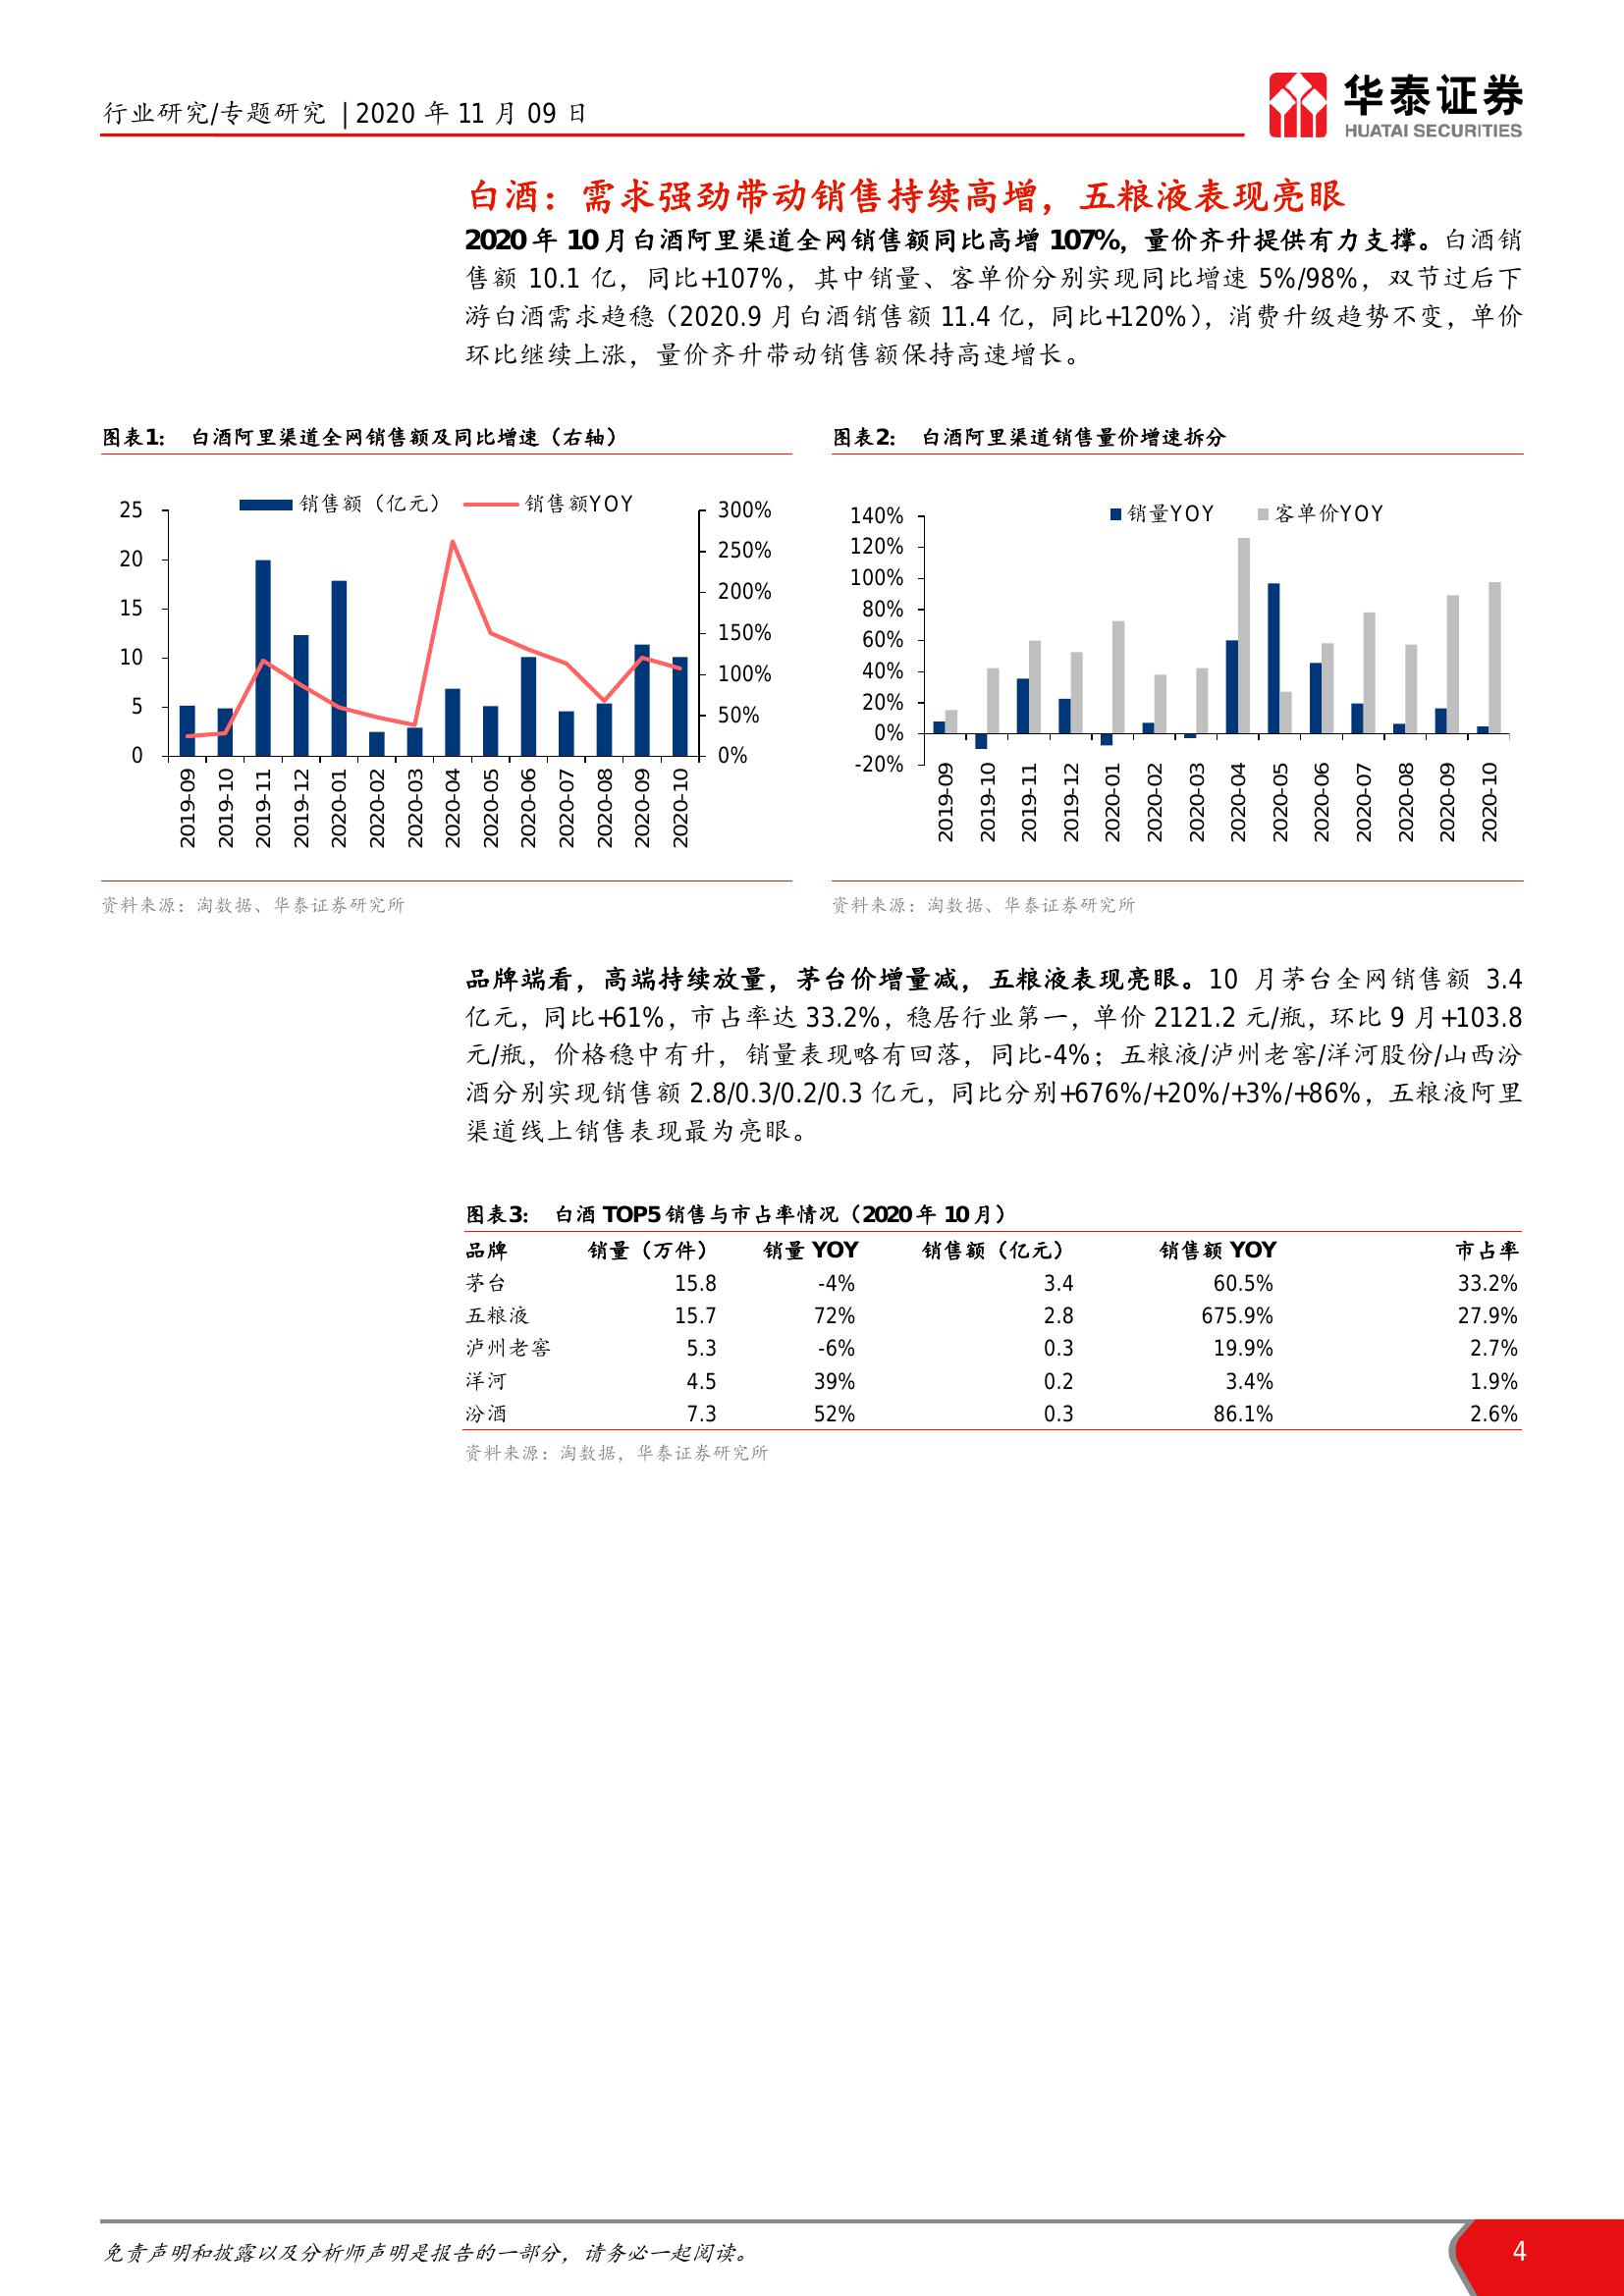 行业研究/专题研究 | 2020 年 11 月 09 日
华泰证券
HUATAI SECURITIES
白酒：需求强劲带动销售持续高增，五粮液表现亮眼
2020 年 10 月白酒阿里渠道全网销售额同比高增 107%，量价齐升提供有力支撑。白酒销
售额 10.1 亿，同比+107%，其中销量、客单价分别实现同比增速 5%/98%，双节过后下
游白酒需求趋稳（2020.9 月白酒销售额 11.4 亿，同比+120%），消费升级趋势不变，单价
环比继续上涨，量价齐升带动销售额保持高速增长。
图表1： 白酒阿里渠道全网销售额及同比增速（右轴）
销售额（亿元） 销售额YOY
25
20
15
10
5
0
300%
250%
200%
150%
100%
50%
0%
2019-09 2019-10 2019-11 2019-12 2020-01 2020-02 2020-03 2020-04 2020-05 2020-06 2020-07 2020-08 2020-09 2020-10
资料来源：淘数据、华泰证券研究所
图表2： 白酒阿里渠道销售量价增速拆分
销量YOY 客单价YOY
140%
120%
100%
80%
60%
40%
20%
0%
-20%
2019-09 2019-10 2019-11 2019-12 2020-01 2020-02 2020-03 2020-04 2020-05 2020-06 2020-07 2020-08 2020-09 2020-10
资料来源：淘数据、华泰证券研究所
品牌端看，高端持续放量，茅台价增量减，五粮液表现亮眼。10 月茅台全网销售额 3.4
亿元，同比+61%，市占率达 33.2%，稳居行业第一，单价 2121.2 元/瓶，环比 9 月+103.8
元/瓶，价格稳中有升，销量表现略有回落，同比-4%；五粮液/泸州老窖/洋河股份/山西汾
酒分别实现销售额 2.8/0.3/0.2/0.3 亿元，同比分别+676%/+20%/+3%/+86%，五粮液阿里
渠道线上销售表现最为亮眼。
图表3： 白酒 TOP5 销售与市占率情况（2020 年 10 月）
品牌 销量（万件） 销量 YOY 销售额（亿元） 销售额 YOY 市占率
茅台 15.8 -4% 3.4 60.5% 33.2%
五粮液 15.7 72% 2.8 675.9% 27.9%
泸州老窖 5.3 -6% 0.3 19.9% 2.7%
洋河 4.5 39% 0.2 3.4% 1.9%
汾酒 7.3 52% 0.3 86.1% 2.6%
资料来源：淘数据，华泰证券研究所
免责声明和披露以及分析师声明是报告的一部分，请务必一起阅读。
4